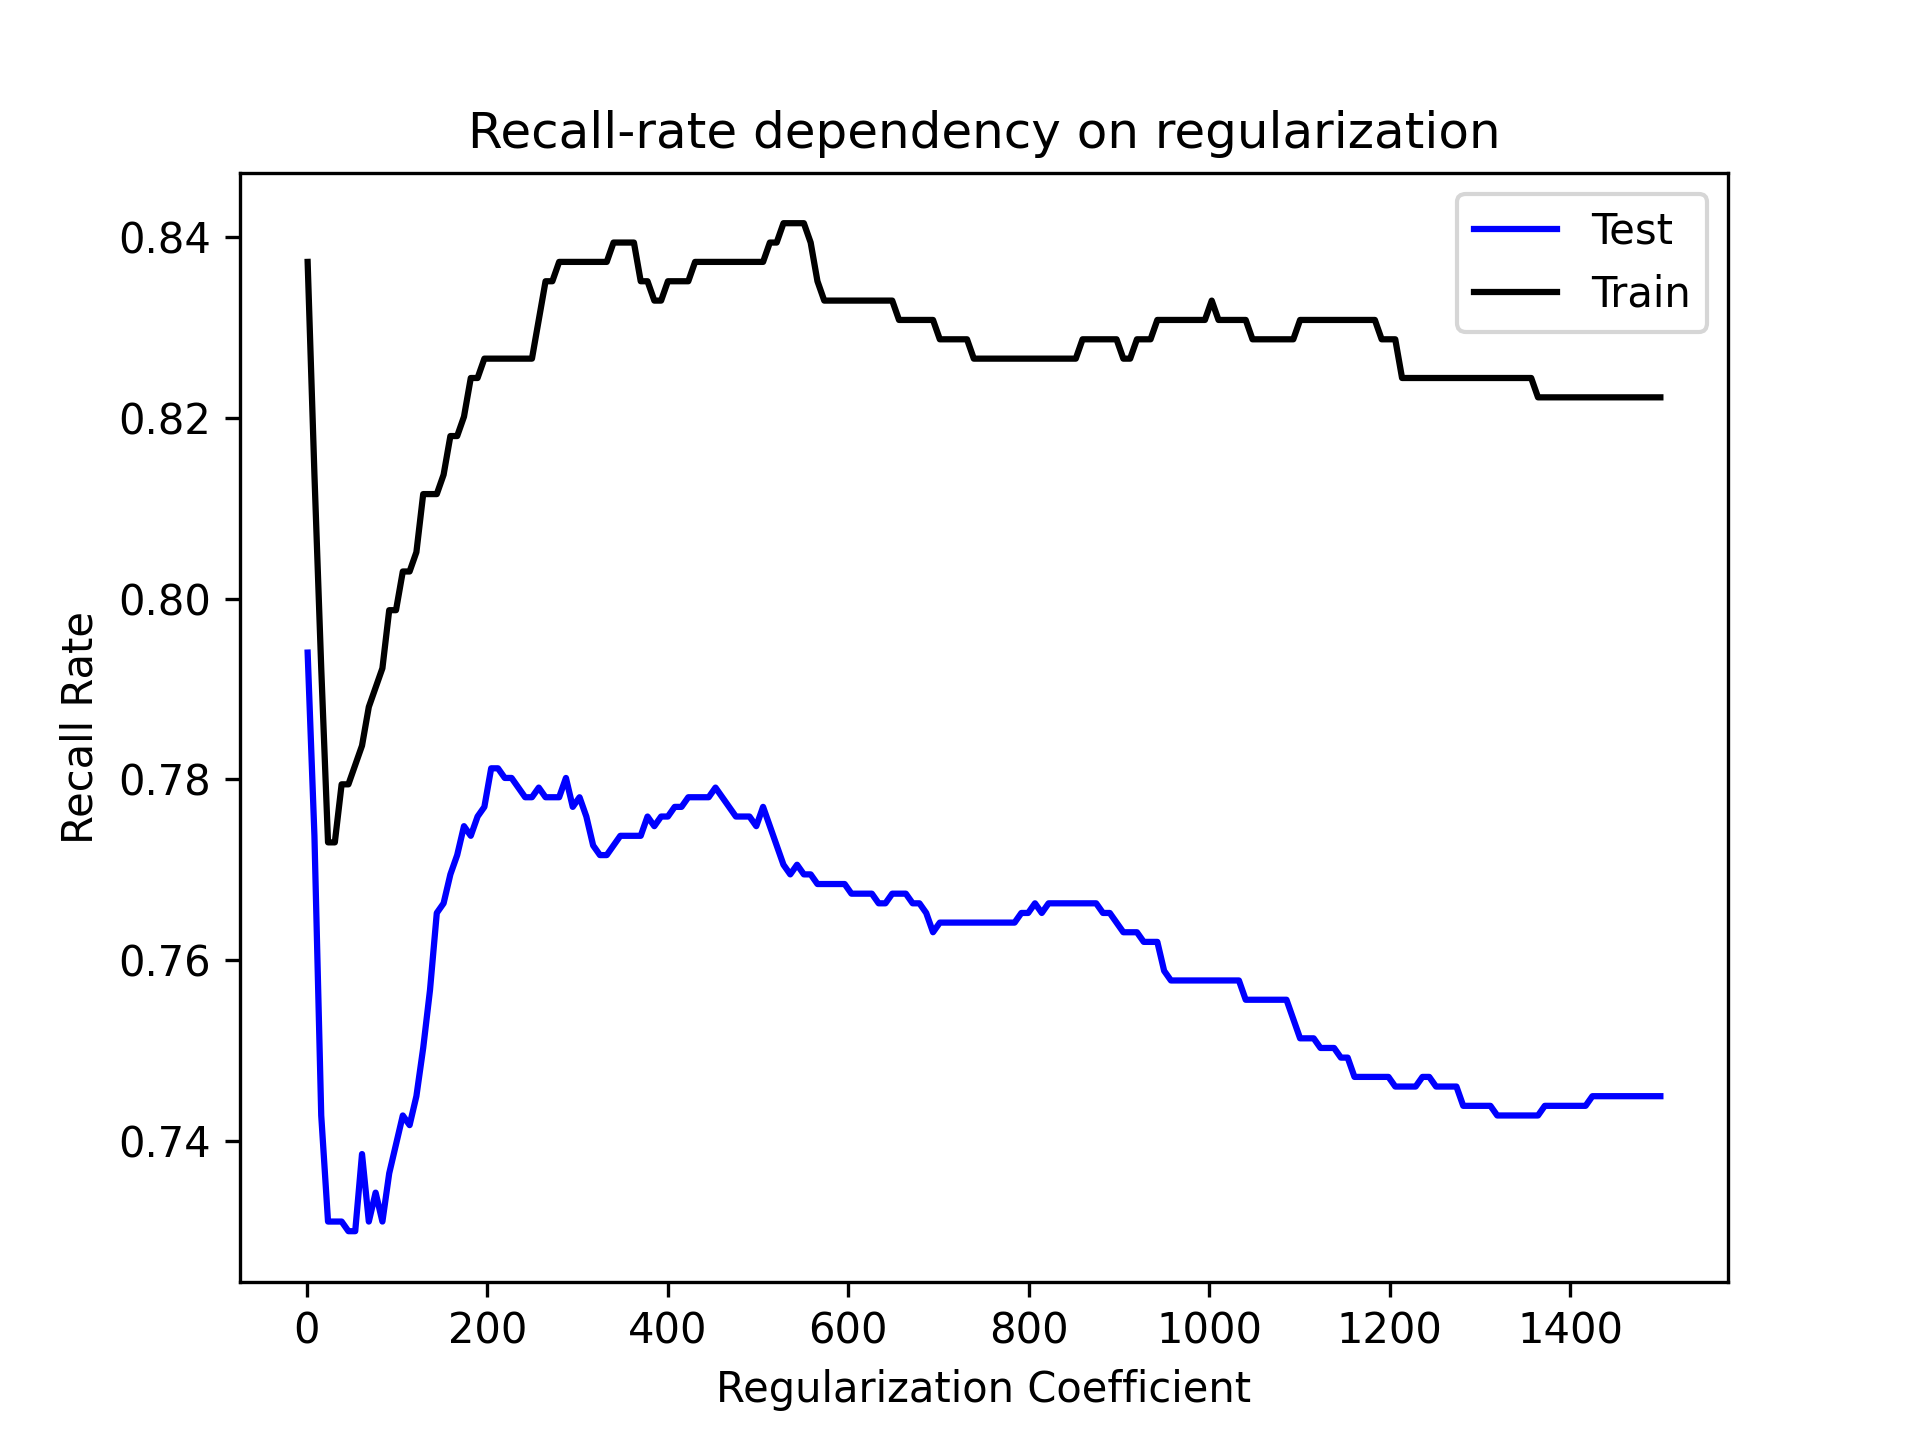 Recall-rate dependency on regularization
Test
Train
0.84
0.82
0.80
0.78
0.76
0.74
Recall Rate
0 200 400 600 800 1000 1200 1400
Regularization Coefficient